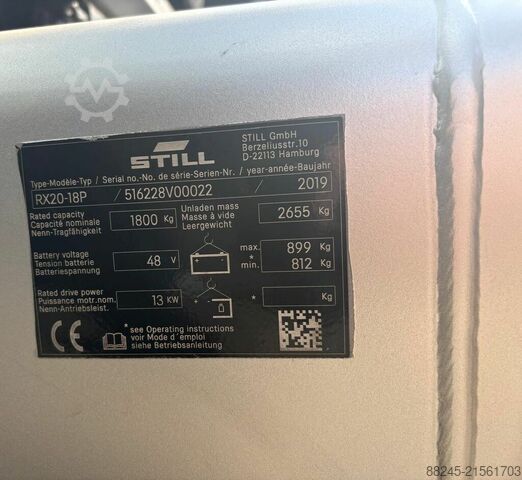 STILL
STILL GmbH
Berzeliusstr.10
D-22113 Hamburg
Type-Modèle-Typ / Serial no.-No. de série-Serien-Nr. / year-année-Baujahr
RX20-18P / 516228V00022 / 2019
Rated capacity
Capacité nominale
Nenn-Tragfähigkeit
1800 Kg
Unladen mass
Masse à vide
Leergewicht
2655 Kg
Battery voltage
Tension batterie
Batteriespannung
48 V
max. 899 Kg
* min. 812 Kg
Rated drive power
Puissance motr.nom.
Nenn-Antriebsleist.
13 KW
* Kg
CE
*see Operating instructions
voir Mode d´emploi
siehe Betriebsanleitung
88245-21561703